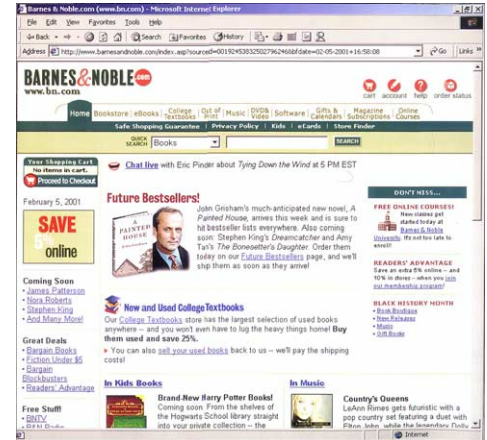 Barnes & Noble.com (www.bn.com) - Microsoft Internet Explorer
File Edit View Favorites Tools Help
Back Search Favorites History
Address http://www.barnesandnoble.com/index.asp?sourceid= Go Links »
BARNES&NOBLE.com
www.bn.com
cart account help order status
Home Bookstore eBooks College Textbooks Out of Print Music DVD& Video Software Gifts & Calendars Magazine Subscriptions Online Courses
Safe Shopping Guarantee | Privacy Policy | Kids | eCards | Store Finder
QUICK SEARCH Books SEARCH
Your Shopping Cart
No items in cart.
Proceed to Checkout
February 5, 2001
SAVE
5%
online
Coming Soon
• James Patterson
• Nora Roberts
• Stephen King
• And Many More!
Great Deals
• Bargain Books
• Fiction Under $5
• Bargain
Blockbusters
• Readers' Advantage
Free Stuff!
• BNTV
Chat live with Eric Pinder about Tying Down the Wind at 5 PM EST
Future Bestsellers!
A
PAINTED
HOUSE
John Grisham's much-anticipated new novel, A
Painted House, arrives this week and is sure to
hit bestseller lists everywhere. Also coming
soon: Stephen King's Dreamcatcher and Amy
Tan's The Bonesetter's Daughter. Order them
today on our Future Bestsellers page, and we'll
ship them as soon as they arrive!
New and Used College Textbooks
Our College Textbooks store has the largest selection of used books
anywhere -- and you won't even have to lug the heavy things home! Buy
them used and save 25%.
You can also sell your used books back to us -- we'll pay the shipping
costs!
In Kids Books
Brand-New Harry Potter Books!
Coming soon: From the shelves of
the Hogwarts School library straight
into your private collection -- the
In Music
Country's Queens
LeAnn Rimes gets futuristic with a
pop country set featuring a duet with
Elton John, while the legendary Dolly
DON'T MISS...
FREE ONLINE COURSES!
New classes get
started today at
Barnes & Noble
University. It's not too late to
enroll!
READERS' ADVANTAGE
Save an extra 5% online -- and
10% in stores -- when you join
our membership program!
BLACK HISTORY MONTH
• Book Boutique
• New Releases
• Music
• Gift Books
Internet